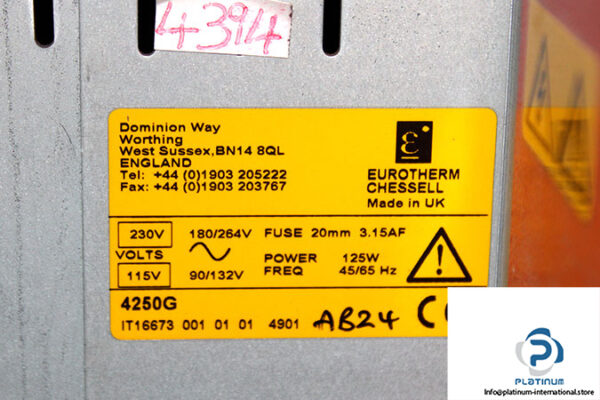 4394
Dominion Way
Worthing
West Sussex,BN14 8QL
ENGLAND
Tel: +44 (0)1903 205222
Fax: +44 (0)1903 203767
EUROTHERM
CHESSELL
Made in UK
230V 180/264V FUSE 20mm 3.15AF
VOLTS POWER 125W
115V 90/132V FREQ 45/65 Hz
4250G
IT16673 001 01 01 4901 AB24
PLATINUM
Info@platinum-international.store